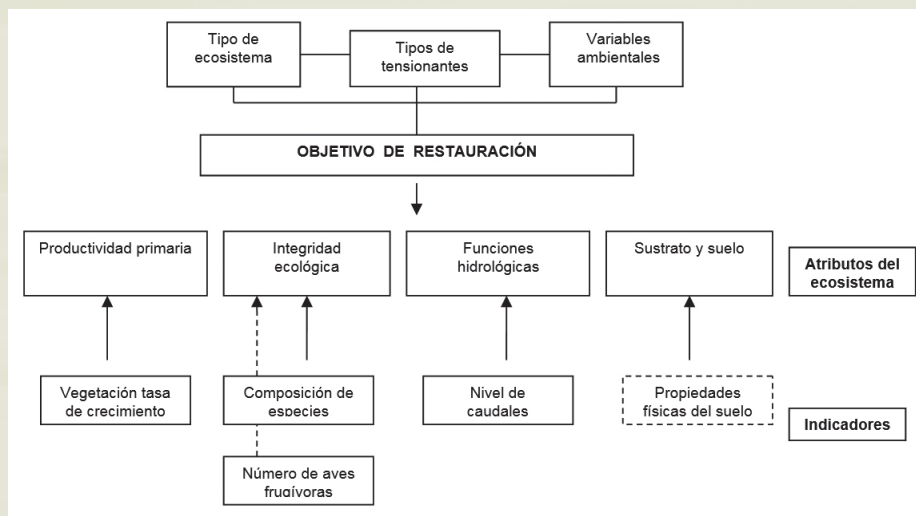 Tipo de
ecosistema
Tipos de
tensionantes
Variables
ambientales
OBJETIVO DE RESTAURACIÓN
Productividad primaria
Integridad
ecológica
Funciones
hidrológicas
Sustrato y suelo
Atributos del
ecosistema
Vegetación tasa
de crecimiento
Composición de
especies
Nivel de
caudales
Propiedades
físicas del suelo
Indicadores
Número de aves
frugívoras